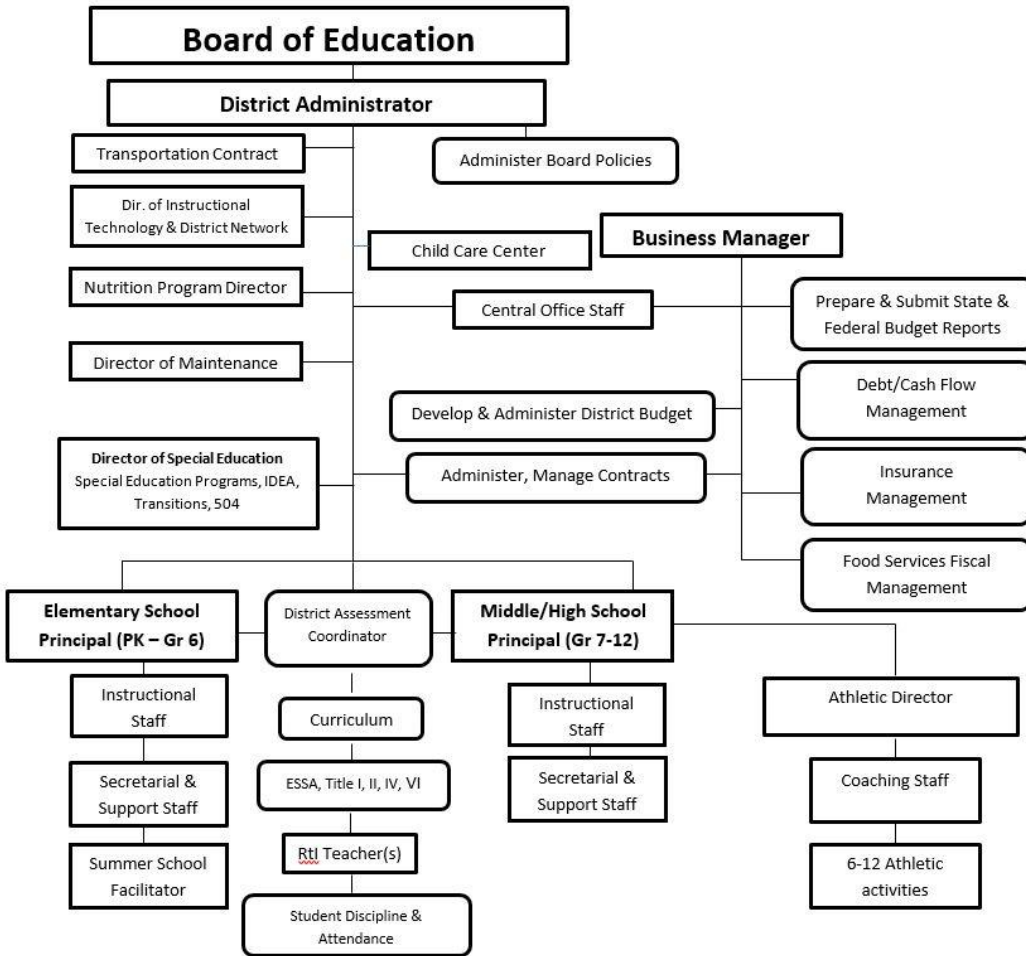 Board of Education
District Administrator
Transportation Contract
Administer Board Policies
Dir. of Instructional
Technology & District Network
Business Manager
Child Care Center
Nutrition Program Director
Central Office Staff
Prepare & Submit State &
Federal Budget Reports
Director of Maintenance
Debt/Cash Flow
Management
Develop & Administer District Budget
Director of Special Education
Special Education Programs, IDEA,
Transitions, 504
Administer, Manage Contracts
Insurance
Management
Food Services Fiscal
Management
Elementary School
Principal (PK – Gr 6)
District Assessment
Coordinator
Middle/High School
Principal (Gr 7-12)
Instructional
Staff
Curriculum
Instructional
Staff
Athletic Director
Secretarial &
Support Staff
ESSA, Title I, II, IV, VI
Secretarial &
Support Staff
Coaching Staff
Summer School
Facilitator
RtI Teacher(s)
6-12 Athletic
activities
Student Discipline &
Attendance